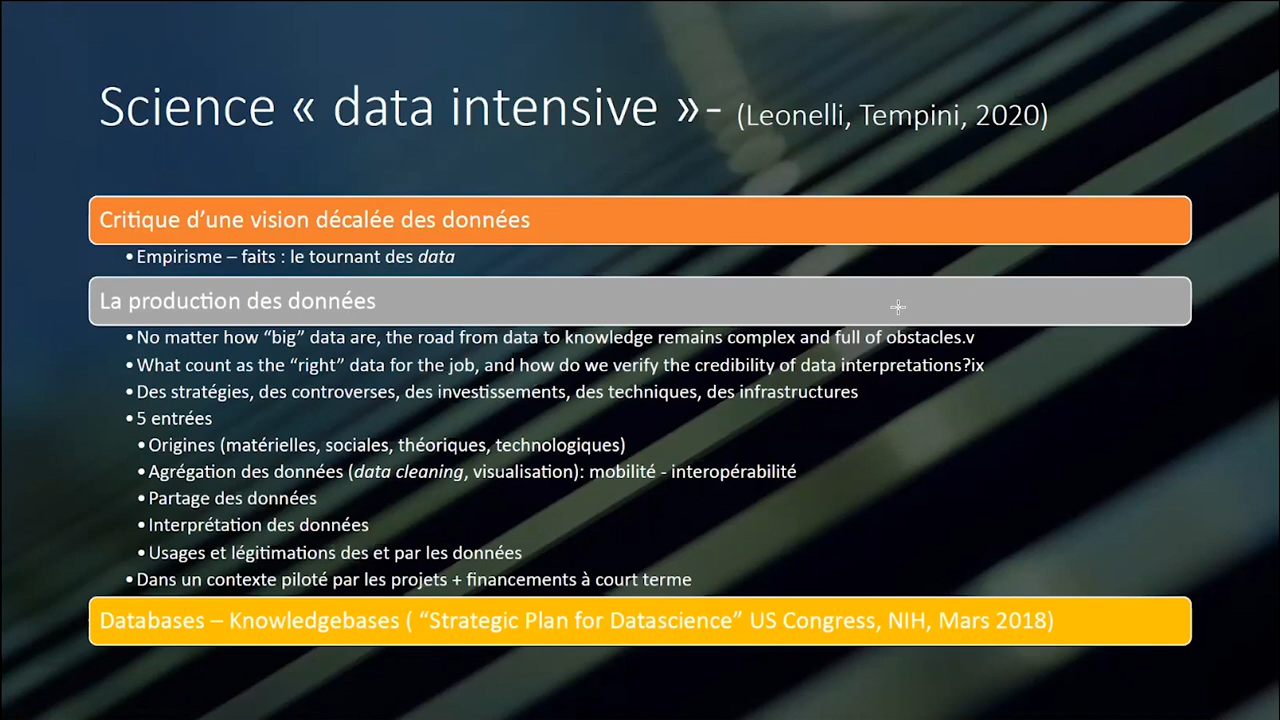 Science « data intensive »- (Leonelli, Tempini, 2020)
Critique d’une vision décalée des données
•Empirisme – faits : le tournant des data
La production des données
•No matter how “big” data are, the road from data to knowledge remains complex and full of obstacles.v
•What count as the “right” data for the job, and how do we verify the credibility of data interpretations?ix
•Des stratégies, des controverses, des investissements, des techniques, des infrastructures
•5 entrées
•Origines (matérielles, sociales, théoriques, technologiques)
•Agrégation des données (data cleaning, visualisation): mobilité - interopérabilité
•Partage des données
•Interprétation des données
•Usages et légitimations des et par les données
•Dans un contexte piloté par les projets + financements à court terme
Databases – Knowledgebases ( “Strategic Plan for Datascience” US Congress, NIH, Mars 2018)